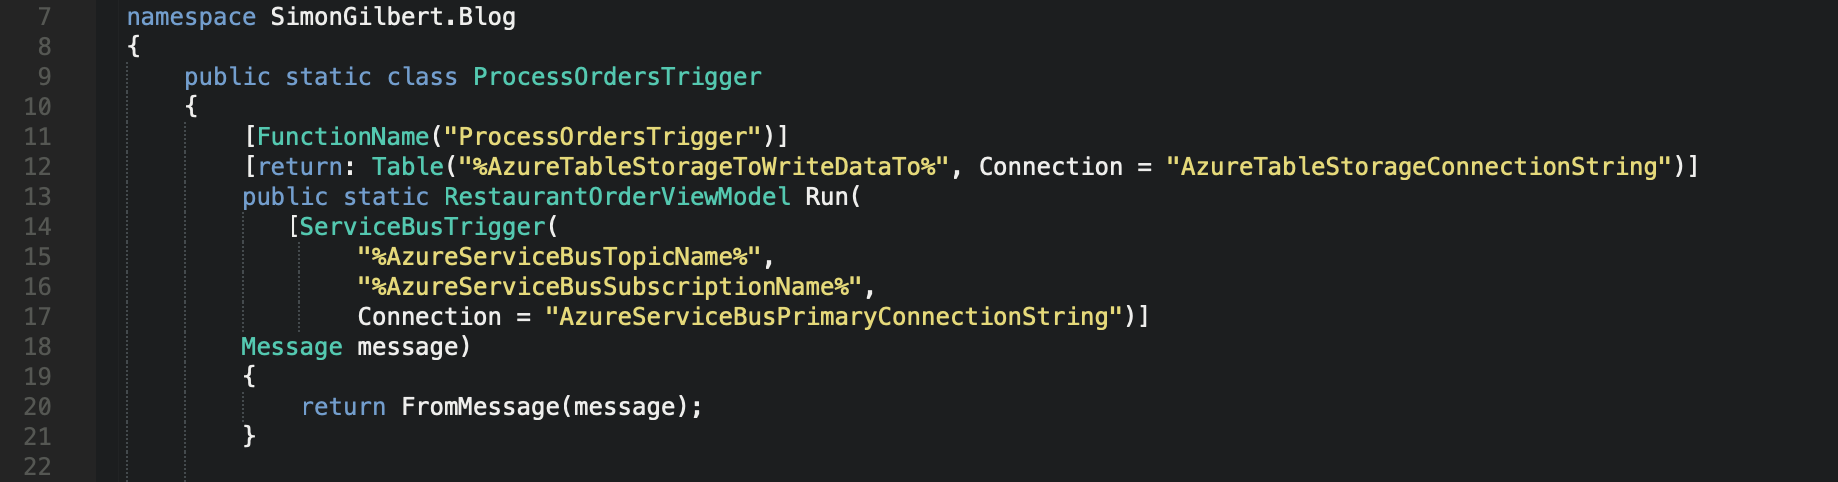 7 namespace SimonGilbert.Blog
8 {
9 public static class ProcessOrdersTrigger
10 {
11 [FunctionName("ProcessOrdersTrigger")]
12 [return: Table("%AzureTableStorageToWriteDataTo%", Connection = "AzureTableStorageConnectionString")]
13 public static RestaurantOrderViewModel Run(
14 [ServiceBusTrigger(
15 "%AzureServiceBusTopicName%",
16 "%AzureServiceBusSubscriptionName%",
17 Connection = "AzureServiceBusPrimaryConnectionString")]
18 Message message)
19 {
20 return FromMessage(message);
21 }
22